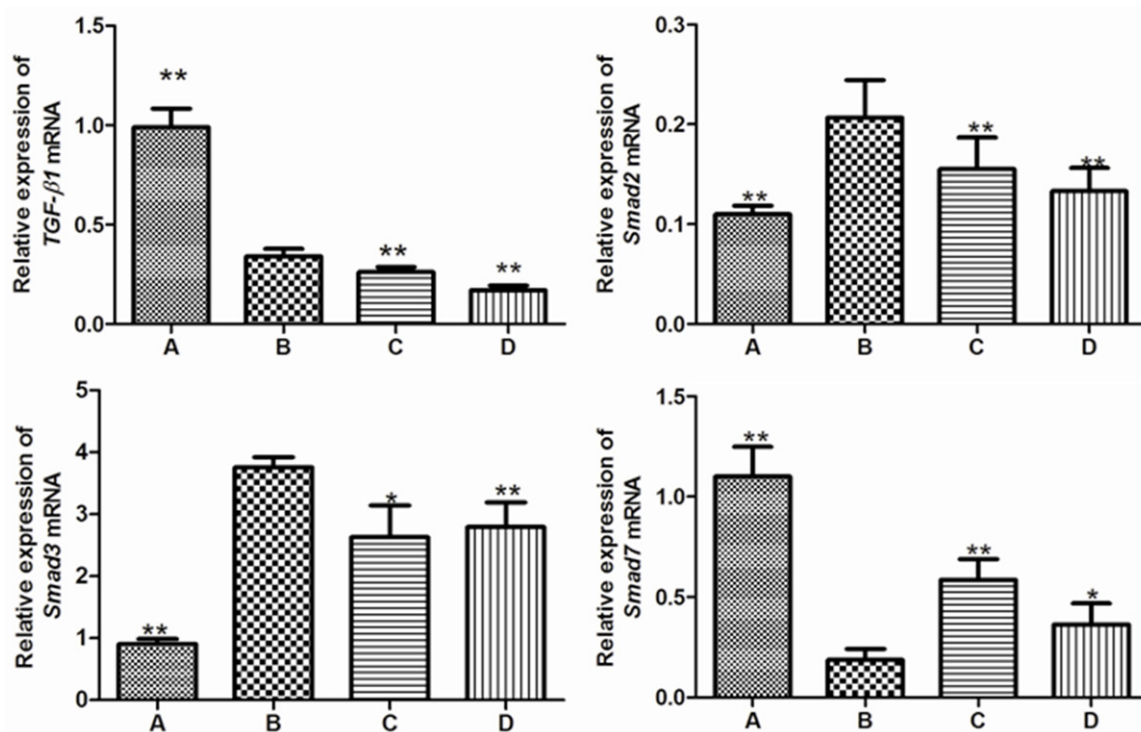 Relative expression of
TGF-β1 mRNA
1.5
1.0
0.5
0.0
**
**
**
A B C D
Relative expression of
Smad2 mRNA
0.3
0.2
0.1
0.0
**
**
**
A B C D
Relative expression of
Smad3 mRNA
5
4
3
2
1
0
**
*
**
A B C D
Relative expression of
Smad7 mRNA
1.5
1.0
0.5
0.0
**
**
*
A B C D